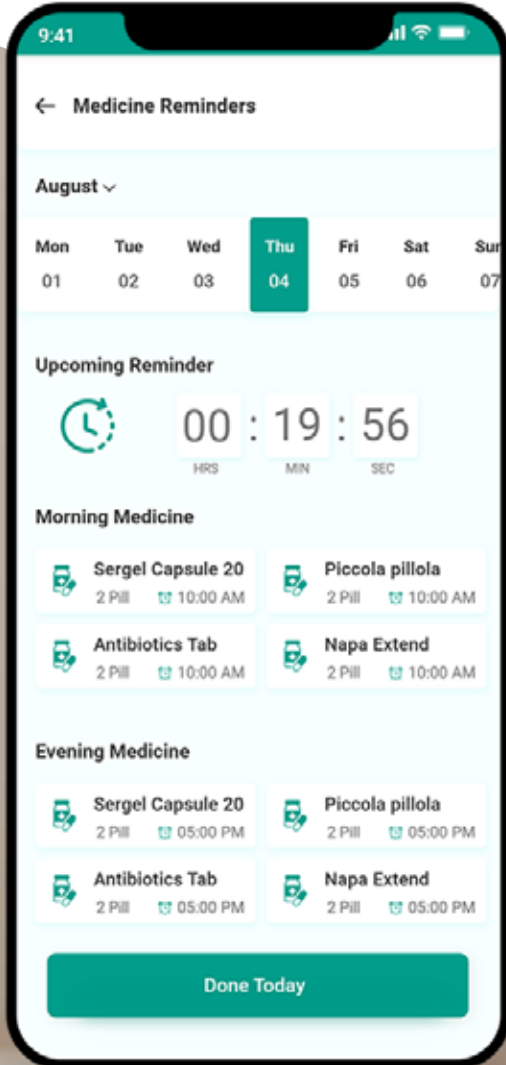 9:41
Medicine Reminders
August
Mon Tue Wed Thu Fri Sat Sun
01 02 03 04 05 06 07
Upcoming Reminder
00 : 19 : 56
HRS MIN SEC
Morning Medicine
Sergel Capsule 20 Piccola pillola
2 Pill 10:00 AM 2 Pill 10:00 AM
Antibiotics Tab Napa Extend
2 Pill 10:00 AM 2 Pill 10:00 AM
Evening Medicine
Sergel Capsule 20 Piccola pillola
2 Pill 05:00 PM 2 Pill 05:00 PM
Antibiotics Tab Napa Extend
2 Pill 05:00 PM 2 Pill 05:00 PM
Done Today